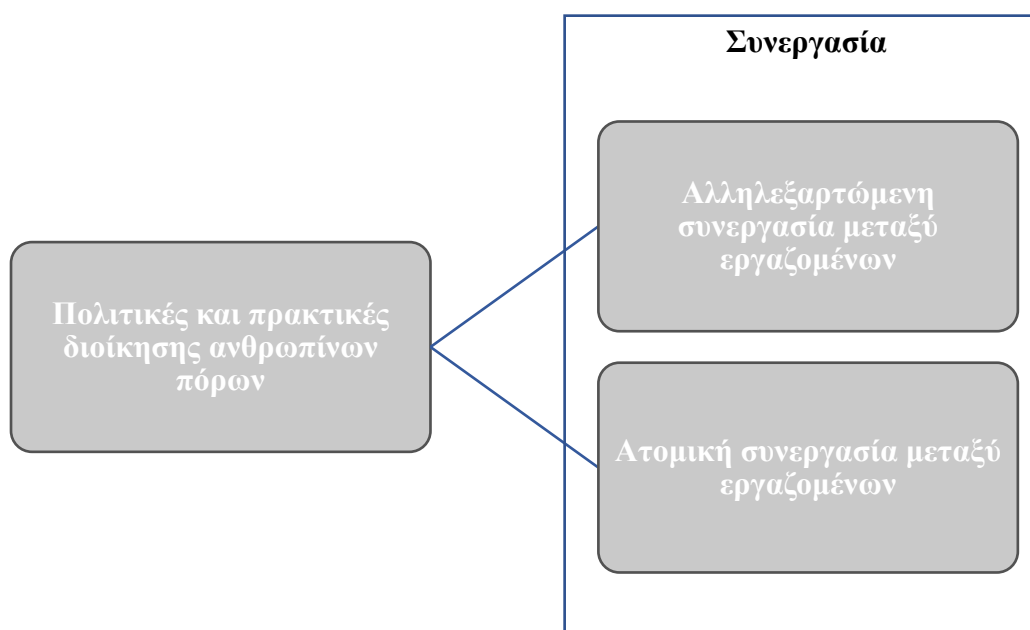 Συνεργασία
Αλληλεξαρτώμενη
συνεργασία μεταξύ
εργαζομένων
Πολιτικές και πρακτικές
διοίκησης ανθρωπίνων
πόρων
Ατομική συνεργασία μεταξύ
εργαζομένων